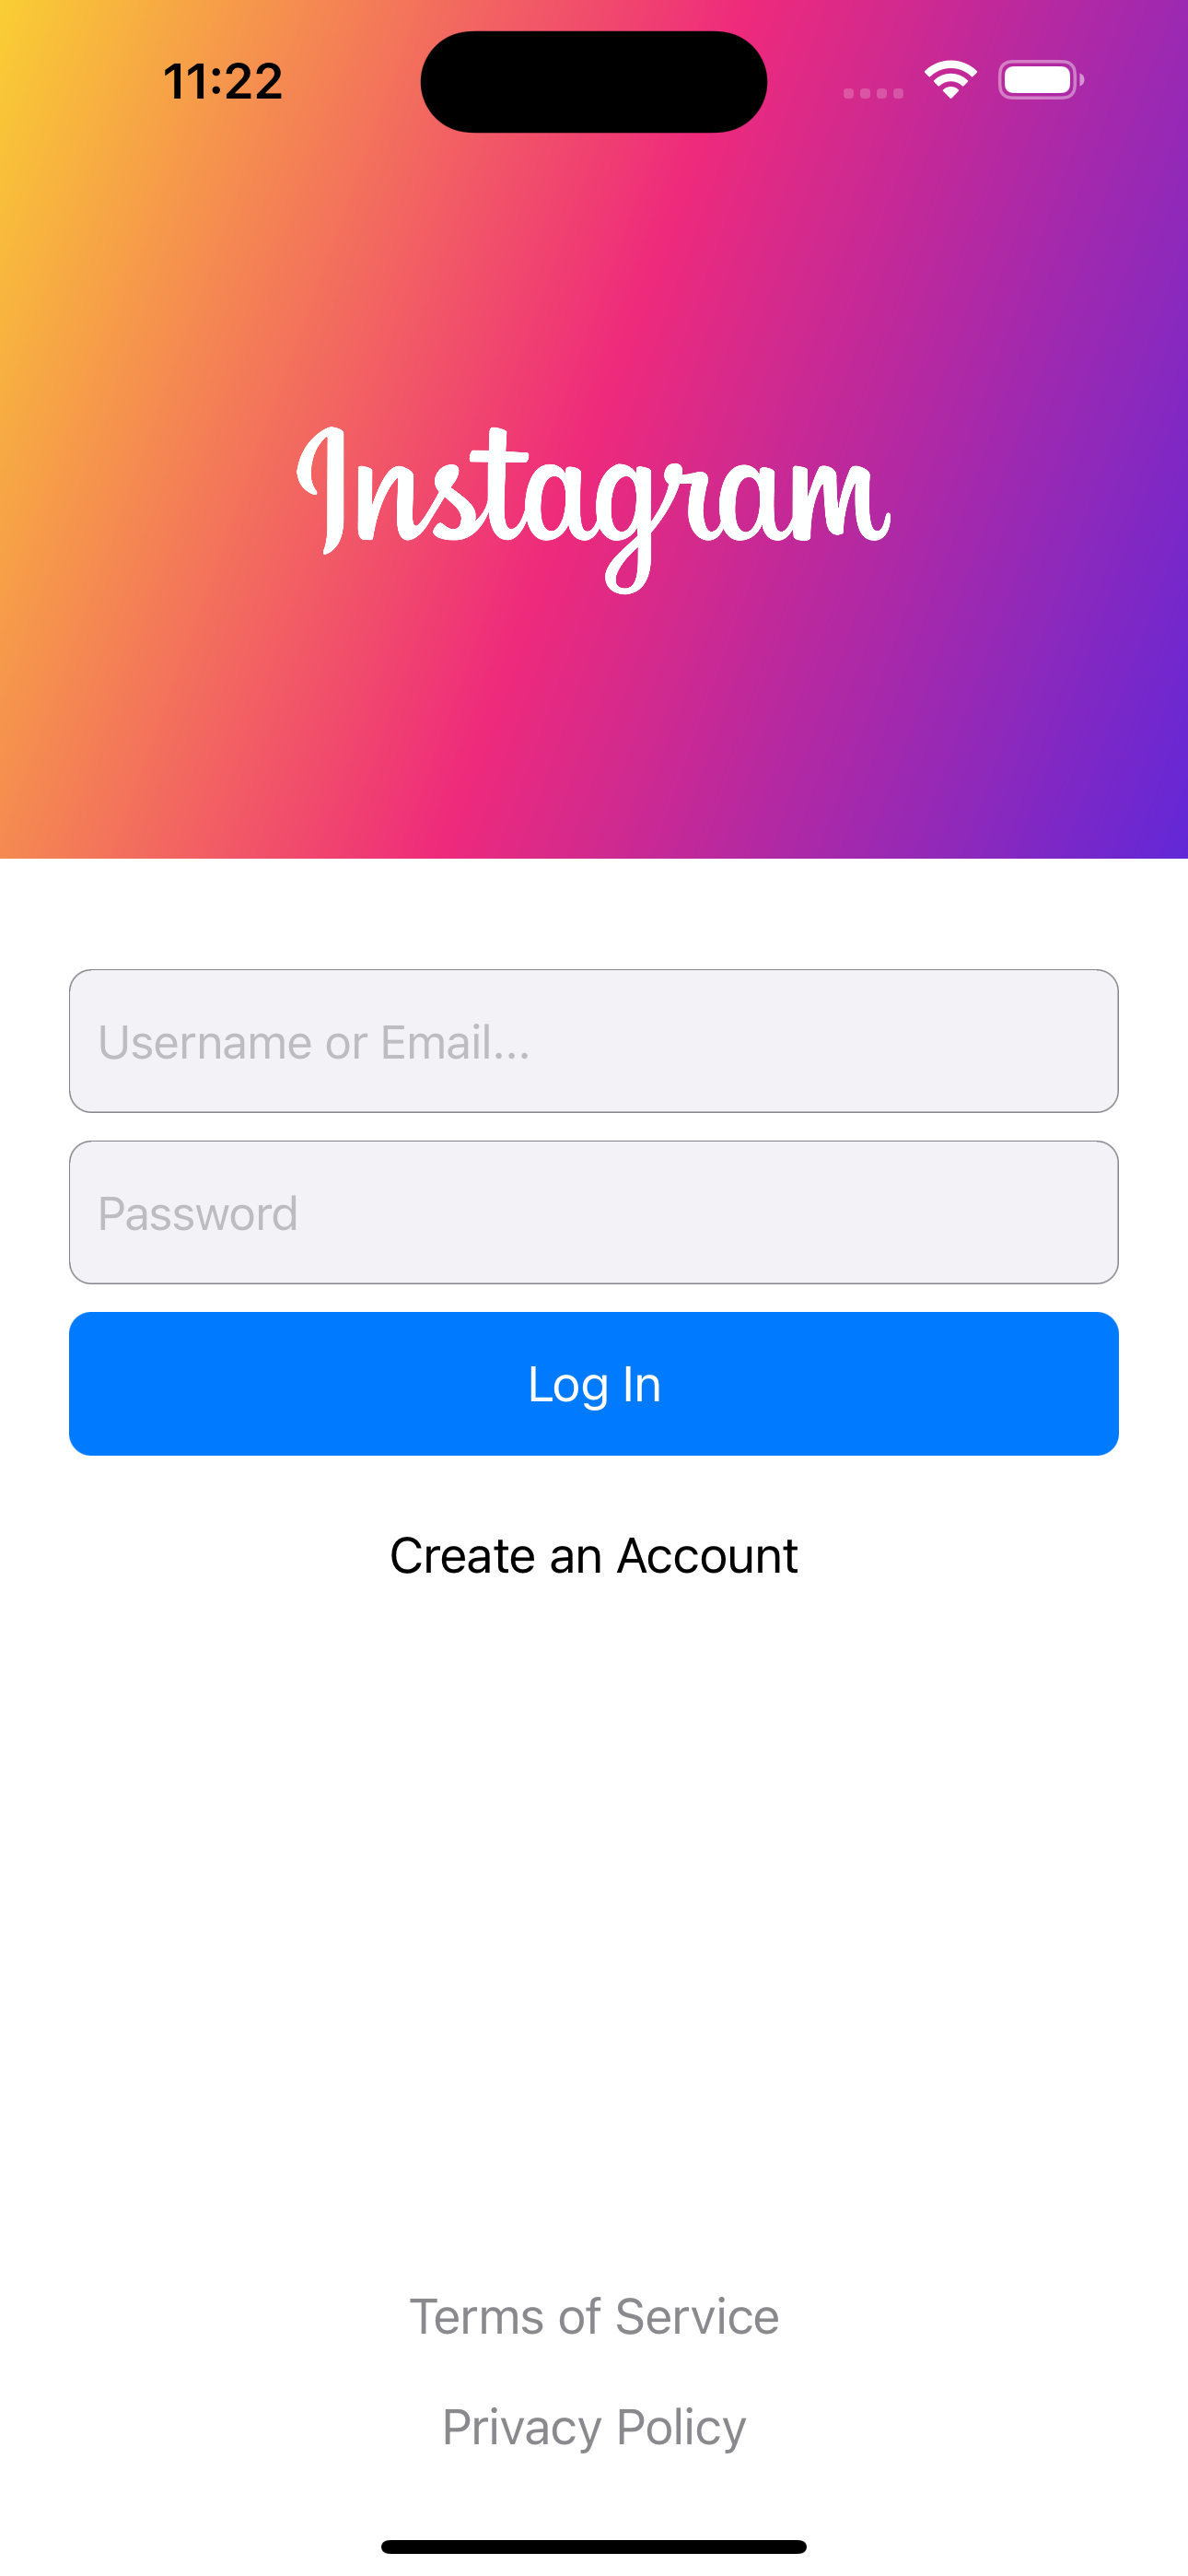 11:22
Instagram
Username or Email...
Password
Log In
Create an Account
Terms of Service
Privacy Policy